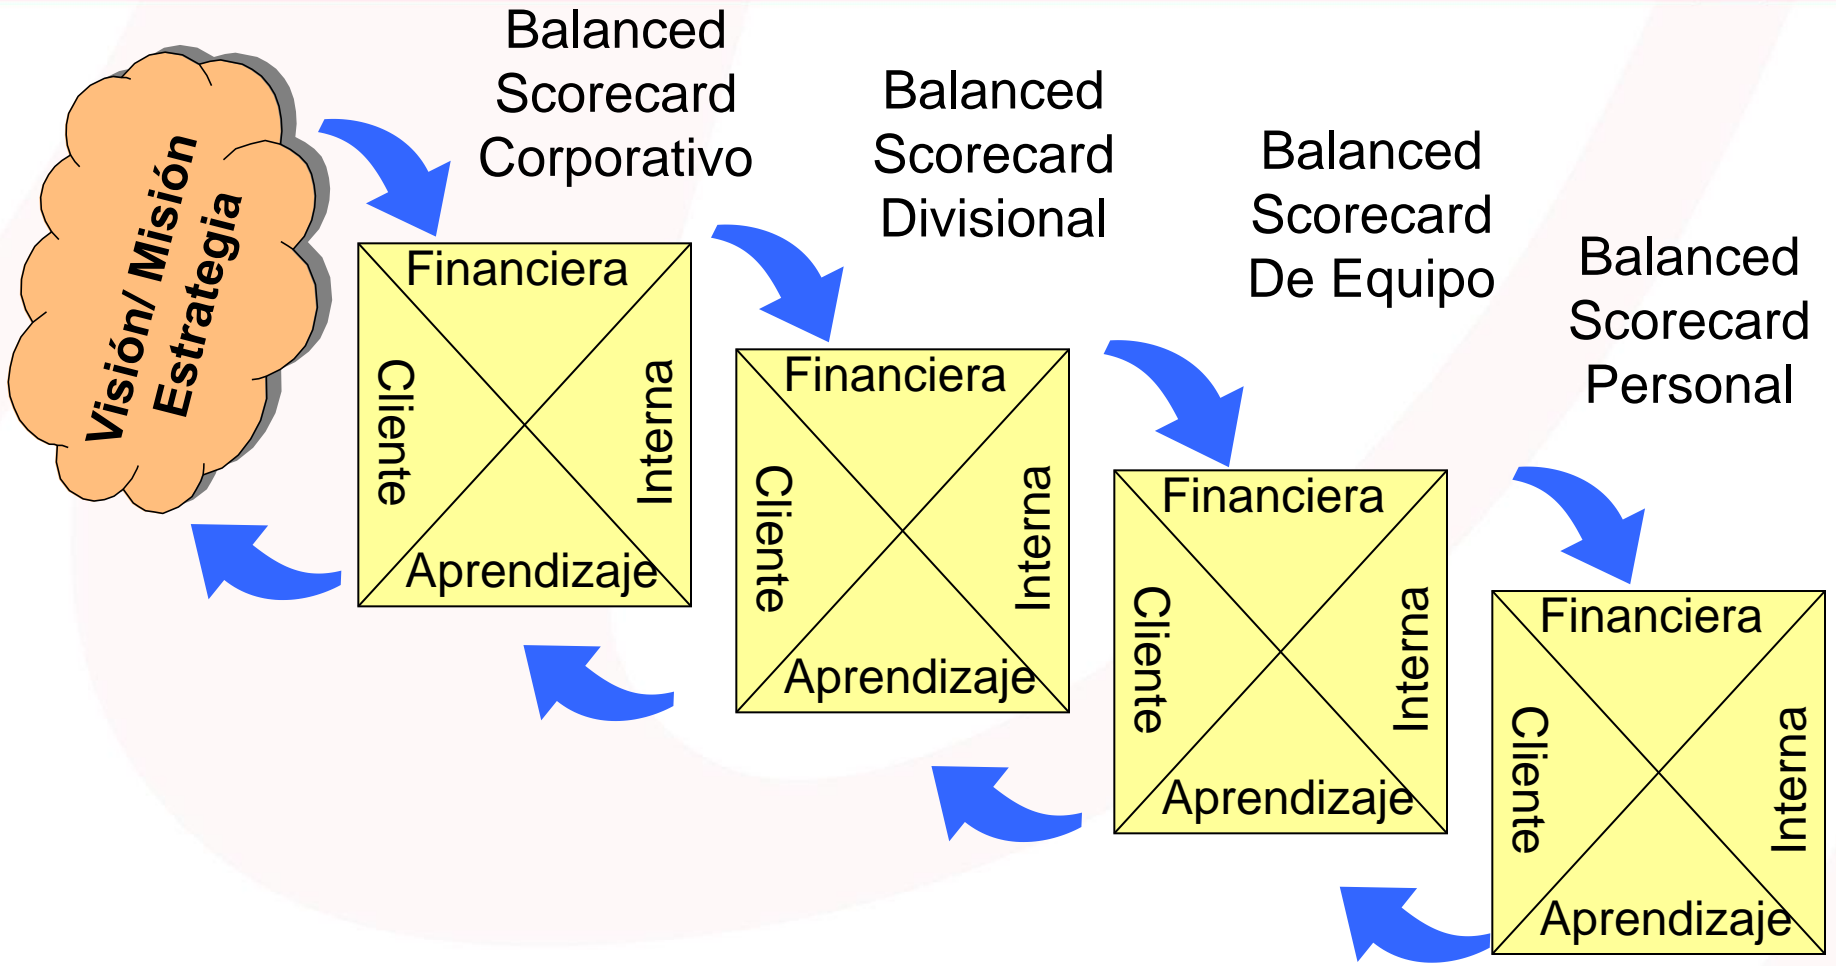 Visión/ Misión
Estrategia
Balanced
Scorecard
Corporativo
Financiera
Cliente
Interna
Aprendizaje
Balanced
Scorecard
Divisional
Financiera
Cliente
Interna
Aprendizaje
Balanced
Scorecard
De Equipo
Financiera
Cliente
Interna
Aprendizaje
Balanced
Scorecard
Personal
Financiera
Cliente
Interna
Aprendizaje